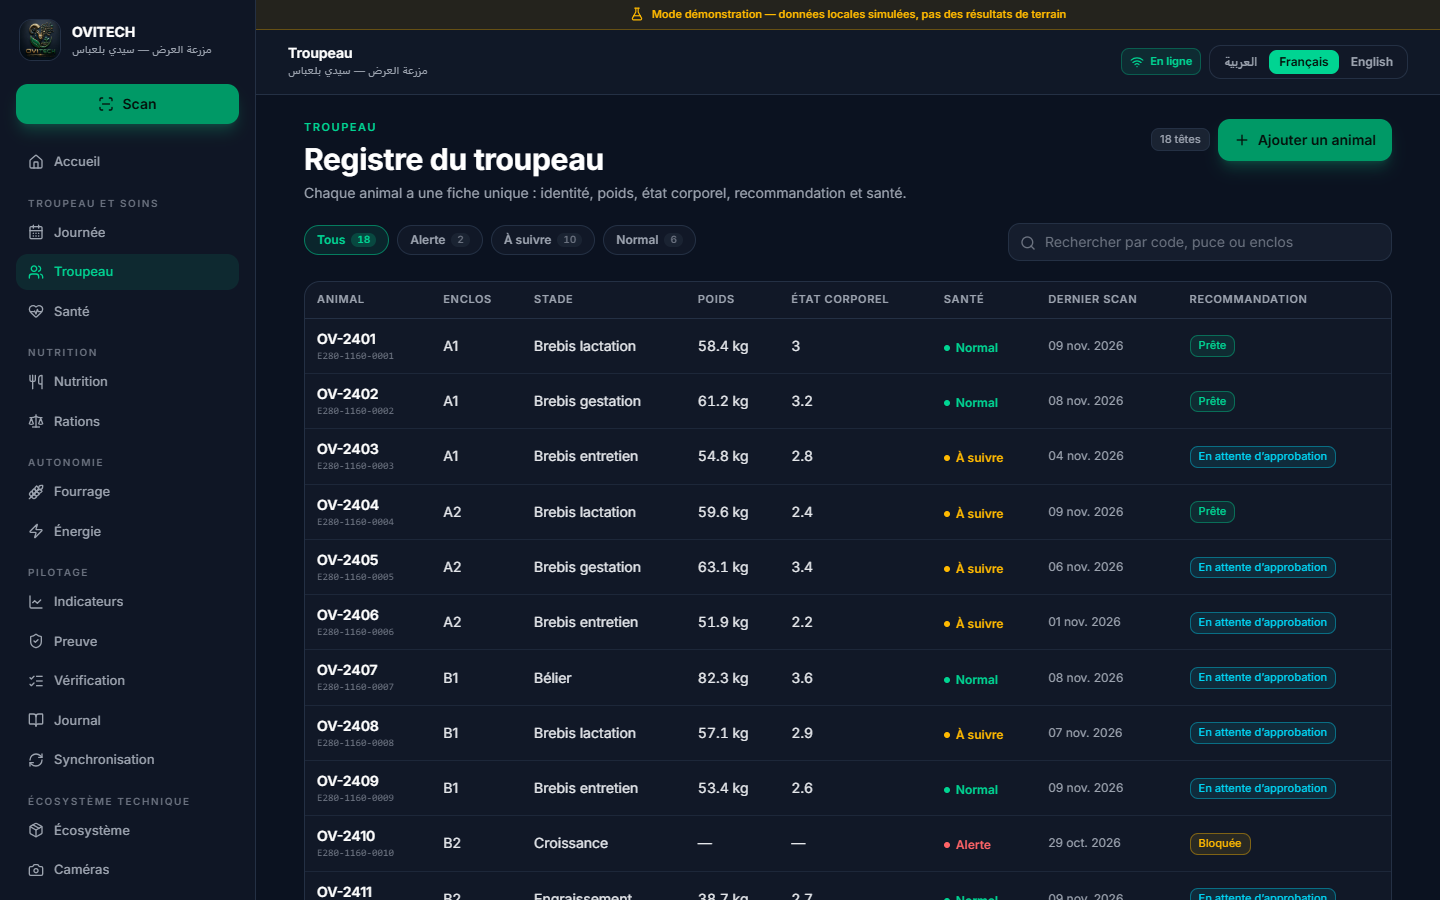 Mode démonstration — données locales simulées, pas des résultats de terrain
OVITECH
مزرعة العرض — سيدي بلعباس
Scan
Accueil
TROUPEAU ET SOINS
Journée
Troupeau
Santé
NUTRITION
Nutrition
Rations
AUTONOMIE
Fourrage
Énergie
PILOTAGE
Indicateurs
Preuve
Vérification
Journal
Synchronisation
ÉCOSYSTÈME TECHNIQUE
Écosystème
Caméras
Troupeau
مزرعة العرض — سيدي بلعباس
En ligne
العربية Français English
TROUPEAU
Registre du troupeau
Chaque animal a une fiche unique : identité, poids, état corporel, recommandation et santé.
18 têtes
Ajouter un animal
Tous 18 Alerte 2 À suivre 10 Normal 6
Rechercher par code, puce ou enclos
ANIMAL ENCLOS STADE POIDS ÉTAT CORPOREL SANTÉ DERNIER SCAN RECOMMANDATION
OV-2401 A1 Brebis lactation 58.4 kg 3 Normal 09 nov. 2026 Prête
E280-1160-0001
OV-2402 A1 Brebis gestation 61.2 kg 3.2 Normal 08 nov. 2026 Prête
E280-1160-0002
OV-2403 A1 Brebis entretien 54.8 kg 2.8 À suivre 04 nov. 2026 En attente d’approbation
E280-1160-0003
OV-2404 A2 Brebis lactation 59.6 kg 2.4 À suivre 09 nov. 2026 Prête
E280-1160-0004
OV-2405 A2 Brebis gestation 63.1 kg 3.4 À suivre 06 nov. 2026 En attente d’approbation
E280-1160-0005
OV-2406 A2 Brebis entretien 51.9 kg 2.2 À suivre 01 nov. 2026 En attente d’approbation
E280-1160-0006
OV-2407 B1 Bélier 82.3 kg 3.6 Normal 08 nov. 2026 En attente d’approbation
E280-1160-0007
OV-2408 B1 Brebis lactation 57.1 kg 2.9 À suivre 07 nov. 2026 En attente d’approbation
E280-1160-0008
OV-2409 B1 Brebis entretien 53.4 kg 2.6 Normal 09 nov. 2026 En attente d’approbation
E280-1160-0009
OV-2410 B2 Croissance — — Alerte 29 oct. 2026 Bloquée
E280-1160-0010
OV-2411 B2 Engraissement 38.7 kg 2.7 Normal 09 nov. 2026 En attente d’approbation